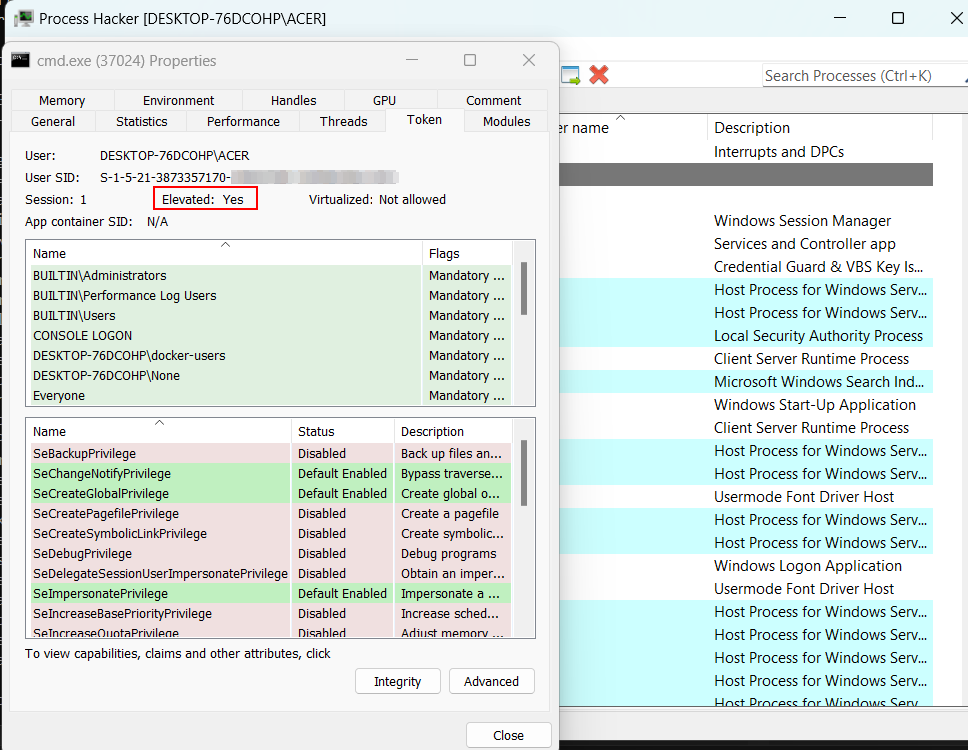 Process Hacker [DESKTOP-76DCOHP\ACER]
cmd.exe (37024) Properties
Memory Environment Handles GPU Comment
General Statistics Performance Threads Token Modules
User: DESKTOP-76DCOHP\ACER
User SID: S-1-5-21-3873357170-
Session: 1 Elevated: Yes Virtualized: Not allowed
App container SID: N/A
Name Flags
BUILTIN\Administrators Mandatory ...
BUILTIN\Performance Log Users Mandatory ...
BUILTIN\Users Mandatory ...
CONSOLE LOGON Mandatory ...
DESKTOP-76DCOHP\docker-users Mandatory ...
DESKTOP-76DCOHP\None Mandatory ...
Everyone Mandatory ...
Name Status Description
SeBackupPrivilege Disabled Back up files an...
SeChangeNotifyPrivilege Default Enabled Bypass traverse...
SeCreateGlobalPrivilege Default Enabled Create global o...
SeCreatePagefilePrivilege Disabled Create a pagefile
SeCreateSymbolicLinkPrivilege Disabled Create symbolic...
SeDebugPrivilege Disabled Debug programs
SeDelegateSessionUserImpersonatePrivilege Disabled Obtain an imper...
SeImpersonatePrivilege Default Enabled Impersonate a ...
SeIncreaseBasePriorityPrivilege Disabled Increase sched...
SeIncreaseQuotaPrivilege Disabled Adjust memory ...
To view capabilities, claims and other attributes, click
Integrity Advanced
Close
Search Processes (Ctrl+K)
er name Description
Interrupts and DPCs
Windows Session Manager
Services and Controller app
Credential Guard & VBS Key Is...
Host Process for Windows Serv...
Host Process for Windows Serv...
Local Security Authority Process
Client Server Runtime Process
Microsoft Windows Search Ind...
Windows Start-Up Application
Client Server Runtime Process
Host Process for Windows Serv...
Host Process for Windows Serv...
Usermode Font Driver Host
Host Process for Windows Serv...
Host Process for Windows Serv...
Windows Logon Application
Usermode Font Driver Host
Host Process for Windows Serv...
Host Process for Windows Serv...
Host Process for Windows Serv...
Host Process for Windows Serv...
Host Process for Windows Serv...